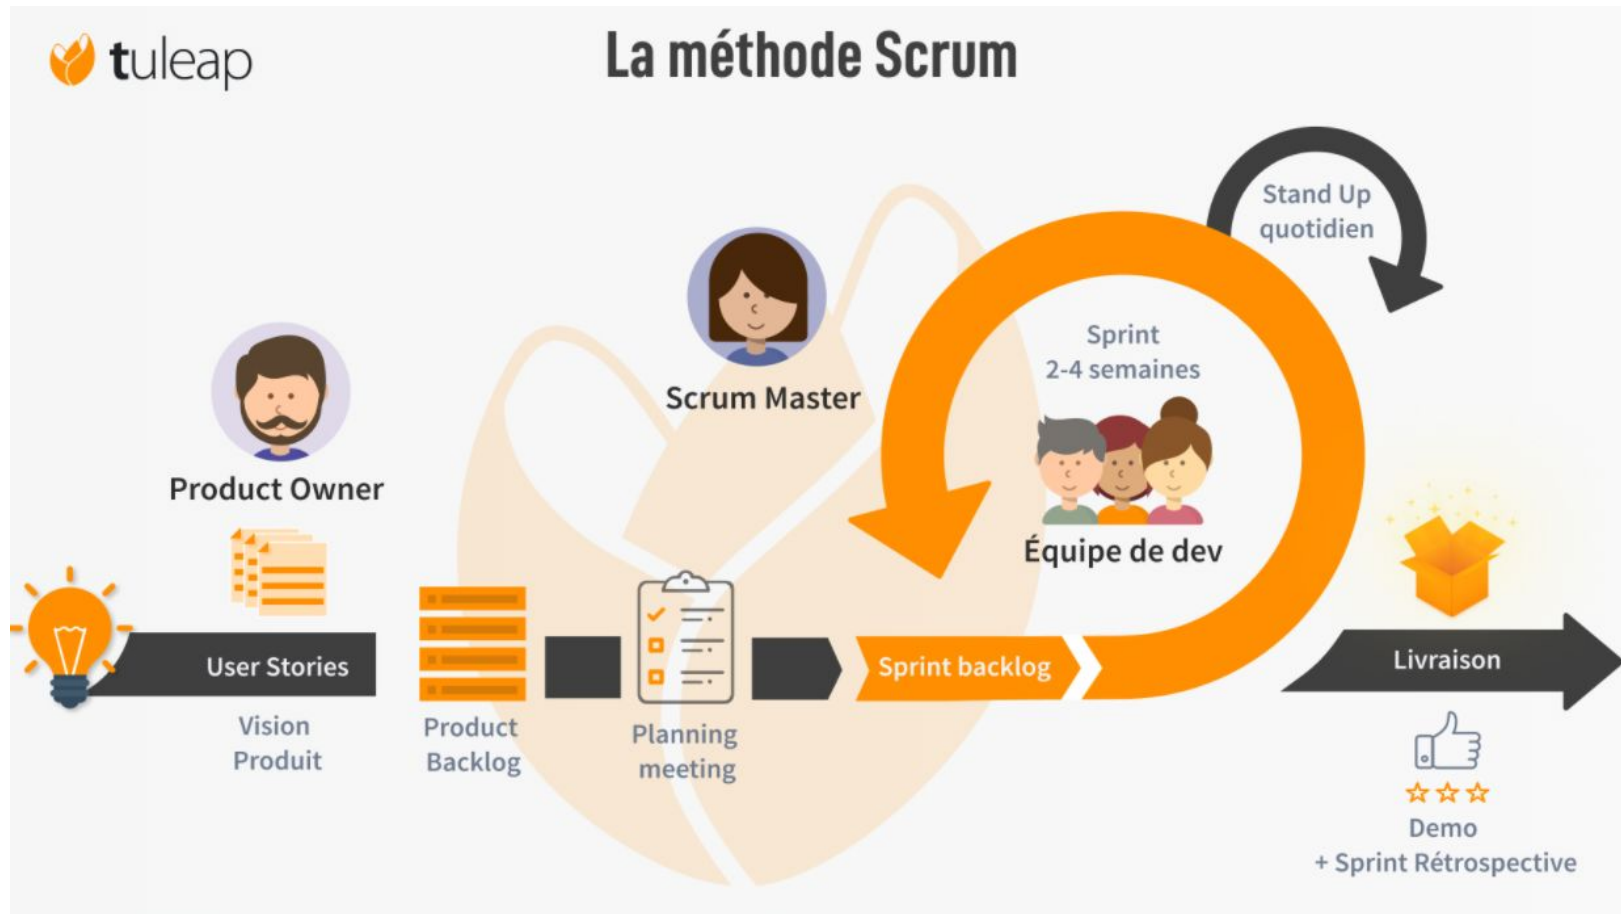 tuleap
La méthode Scrum
Stand Up
quotidien
Sprint
2-4 semaines
Scrum Master
Product Owner
Équipe de dev
User Stories
Sprint backlog
Livraison
Vision
Produit
Product
Backlog
Planning
meeting
Demo
+ Sprint Rétrospective